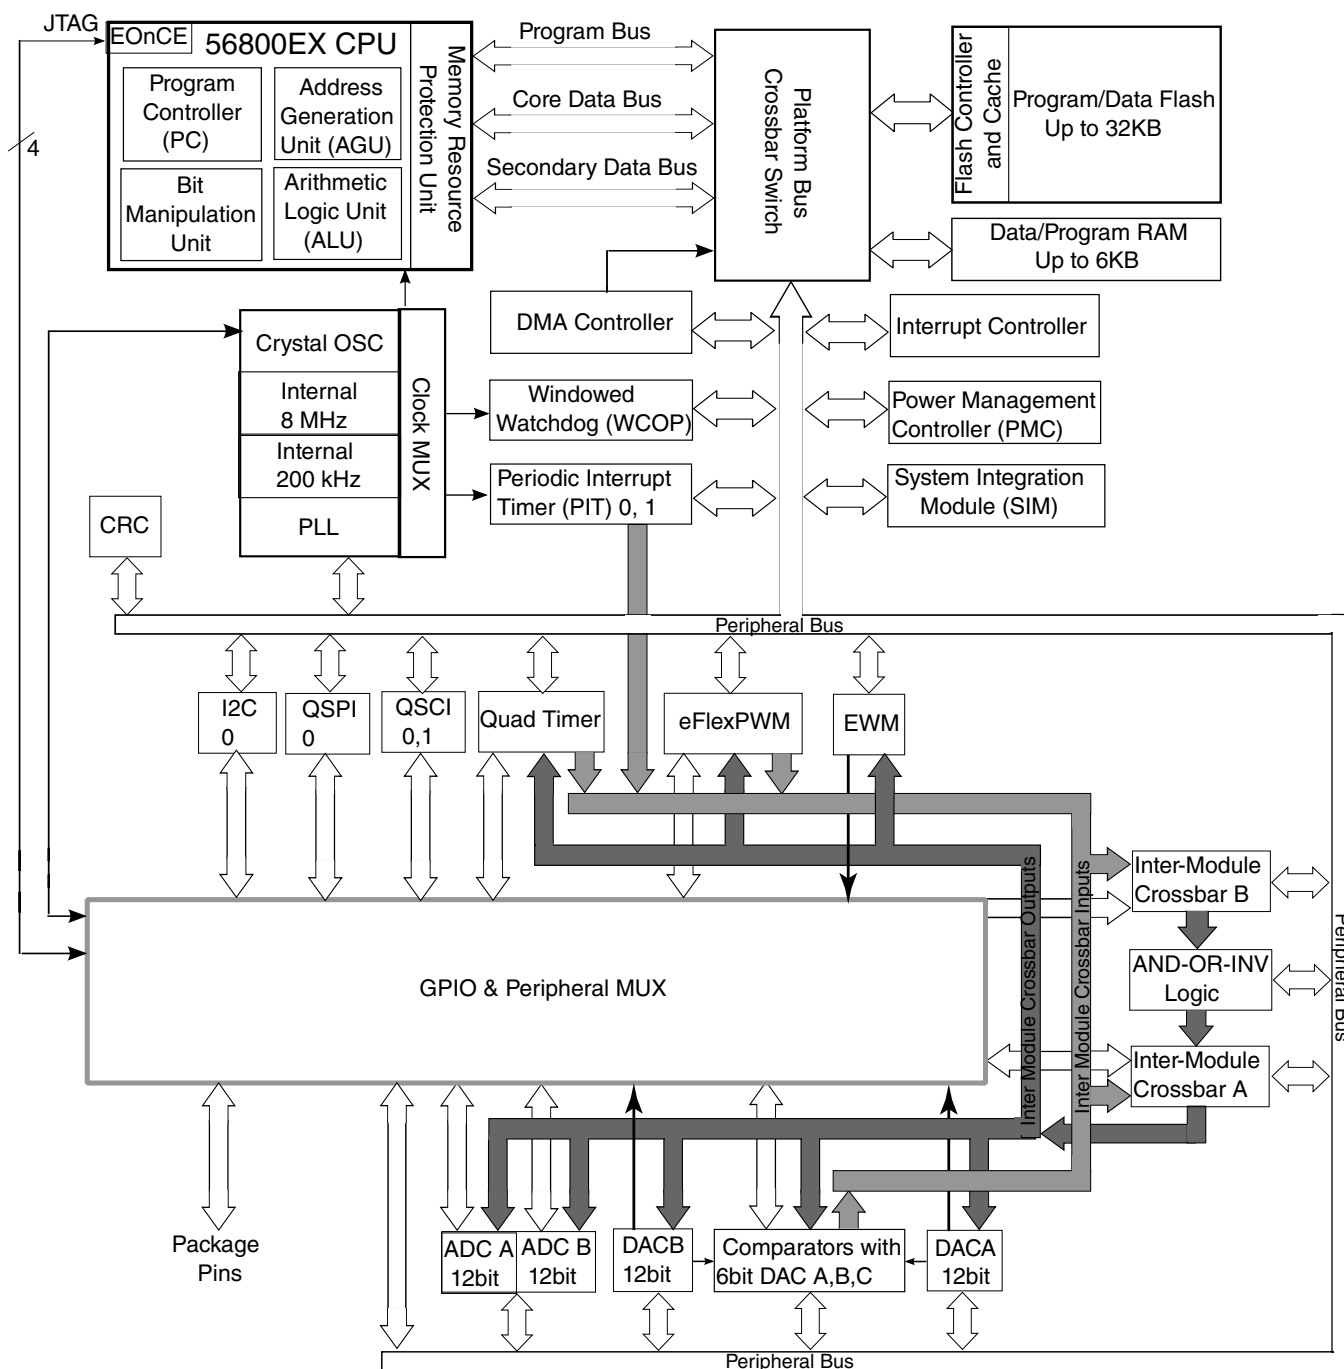 JTAG
EOnCE
56800EX CPU
Program
Controller
(PC)
Address
Generation
Unit (AGU)
Bit
Manipulation
Unit
Arithmetic
Logic Unit
(ALU)
Memory Resource
Protection Unit
4
Program Bus
Core Data Bus
Secondary Data Bus
Platform Bus
Crossbar Swirch
Flash Controller
and Cache
Program/Data Flash
Up to 32KB
Data/Program RAM
Up to 6KB
Crystal OSC
Internal
8 MHz
Internal
200 kHz
PLL
Clock MUX
DMA Controller
Windowed
Watchdog (WCOP)
Periodic Interrupt
Timer (PIT) 0, 1
Interrupt Controller
Power Management
Controller (PMC)
System Integration
Module (SIM)
CRC
Peripheral Bus
I2C
0
QSPI
0
QSCI
0,1
Quad Timer
eFlexPWM
EWM
Inter Module Crossbar Outputs
Inter Module Crossbar Inputs
Inter-Module
Crossbar B
AND-OR-INV
Logic
Inter-Module
Crossbar A
Peripheral Bus
GPIO & Peripheral MUX
Package
Pins
ADC A
12bit
ADC B
12bit
DACB
12bit
Comparators with
6bit DAC A,B,C
DACA
12bit
Peripheral Bus